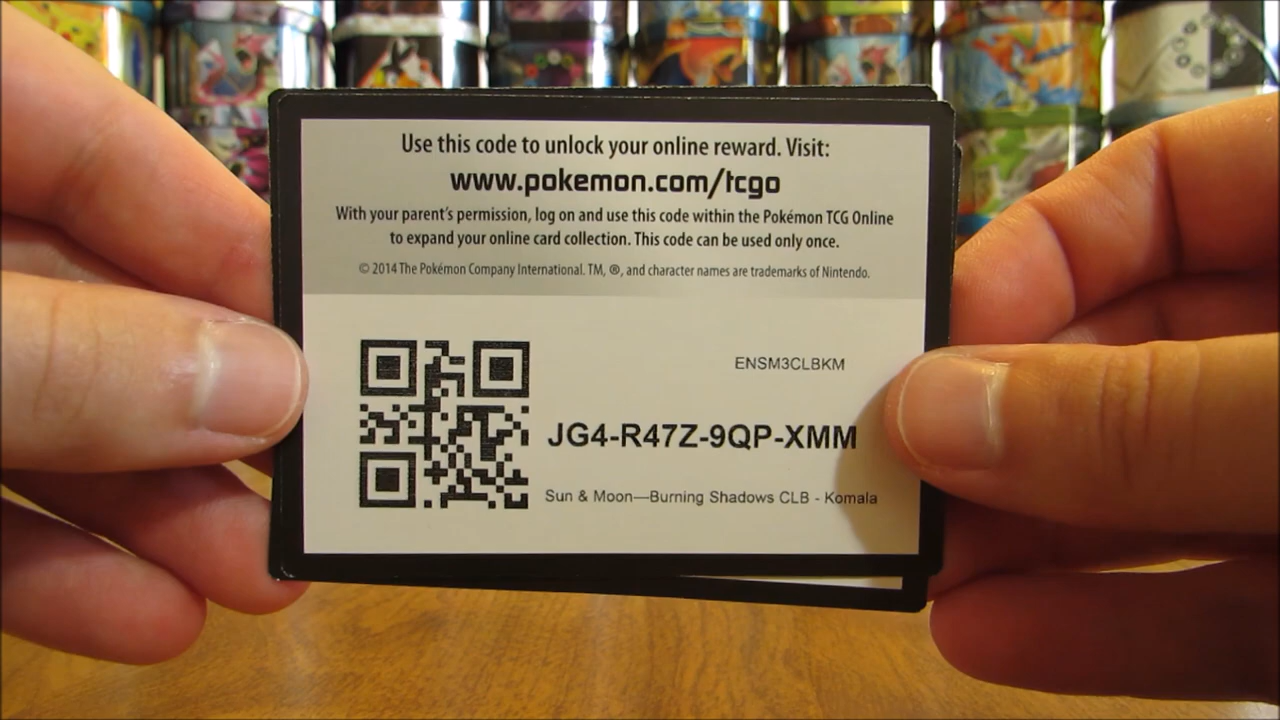 Use this code to unlock your online reward. Visit:
www.pokemon.com/tcgo
With your parent's permission, log on and use this code within the Pokémon TCG Online
to expand your online card collection. This code can be used only once.
© 2014 The Pokémon Company International. TM, ®, and character names are trademarks of Nintendo.
ENSM3CLBKM
JG4-R47Z-9QP-XMM
Sun & Moon—Burning Shadows CLB - Komala